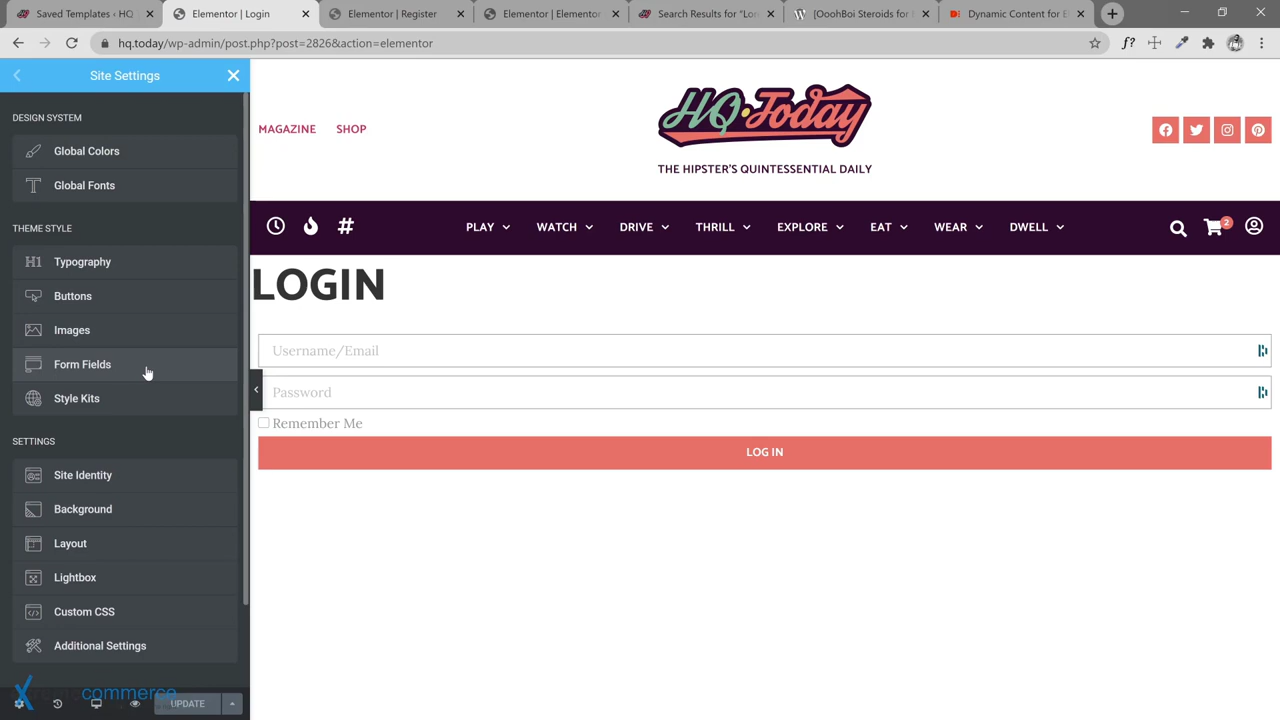 Saved Templates ‹ HQ
Elementor | Login
Elementor | Register
Elementor | Elementor
Search Results for "Lor
[OoohBoi Steroids for
Dynamic Content for E
hq.today/wp-admin/post.php?post=2826&action=elementor
Site Settings
DESIGN SYSTEM
Global Colors
Global Fonts
THEME STYLE
Typography
Buttons
Images
Form Fields
Style Kits
SETTINGS
Site Identity
Background
Layout
Lightbox
Custom CSS
Additional Settings
commerce
UPDATE
MAGAZINE SHOP
HQ Today
THE HIPSTER'S QUINTESSENTIAL DAILY
PLAY WATCH DRIVE THRILL EXPLORE EAT WEAR DWELL
2
LOGIN
Username/Email
Password
Remember Me
LOG IN